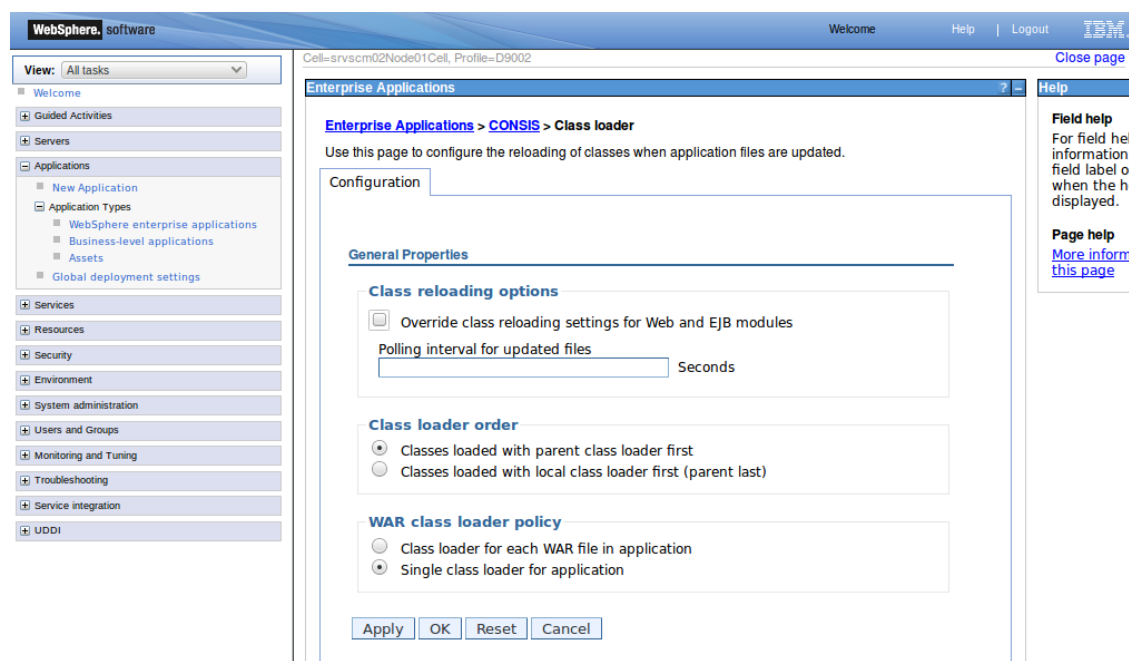 WebSphere. software
Welcome Help | Logout IBM.
View: All tasks
Welcome
Guided Activities
Servers
Applications
New Application
Application Types
WebSphere enterprise applications
Business-level applications
Assets
Global deployment settings
Services
Resources
Security
Environment
System administration
Users and Groups
Monitoring and Tuning
Troubleshooting
Service integration
UDDI
Cell=srvscm02Node01Cell, Profile=D9002
Close page
Enterprise Applications ? –
Enterprise Applications > CONSIS > Class loader
Use this page to configure the reloading of classes when application files are updated.
Configuration
General Properties
Class reloading options
Override class reloading settings for Web and EJB modules
Polling interval for updated files
Seconds
Class loader order
Classes loaded with parent class loader first
Classes loaded with local class loader first (parent last)
WAR class loader policy
Class loader for each WAR file in application
Single class loader for application
Apply OK Reset Cancel
Help
Field help
For field hel
information
field label o
when the h
displayed.
Page help
More inform
this page